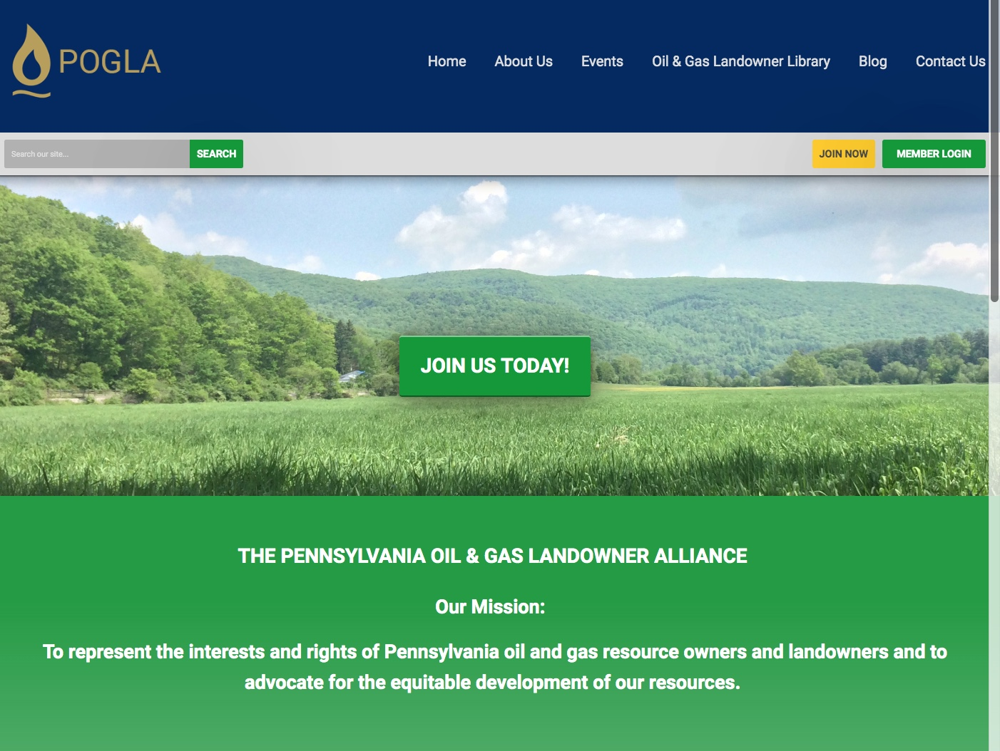 POGLA
Home About Us Events Oil & Gas Landowner Library Blog Contact Us
Search our site... SEARCH JOIN NOW MEMBER LOGIN
JOIN US TODAY!
THE PENNSYLVANIA OIL & GAS LANDOWNER ALLIANCE
Our Mission:
To represent the interests and rights of Pennsylvania oil and gas resource owners and landowners and to
advocate for the equitable development of our resources.